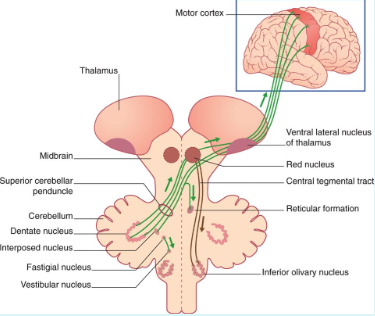 Motor cortex
Thalamus
Ventral lateral nucleus
of thalamus
Midbrain
Red nucleus
Superior cerebellar
penduncle
Central tegmental tract
Cerebellum
Reticular formation
Dentate nucleus
Interposed nucleus
Fastigial nucleus
Inferior olivary nucleus
Vestibular nucleus